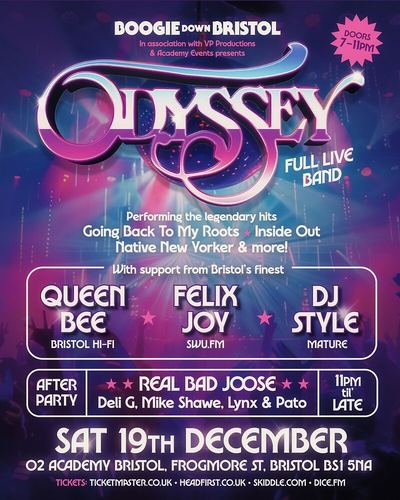 BOOGIE DOWN BRISTOL
In association with VP Productions
& Academy Events presents
DOORS
7-11PM
ODYSSEY
FULL LIVE
BAND
Performing the legendary hits
Going Back To My Roots ★ Inside Out
Native New Yorker & more!
With support from Bristol's finest
QUEEN BEE
BRISTOL HI-FI
★
FELIX JOY
SWU.FM
★
DJ STYLE
MATURE
AFTER PARTY
★★ REAL BAD JOOSE ★★
Deli G, Mike Shawe, Lynx & Pato
11PM til' LATE
SAT 19TH DECEMBER
O2 ACADEMY BRISTOL, FROGMORE ST, BRISTOL BS1 5NA
TICKETS: TICKETMASTER.CO.UK • HEADFIRST.CO.UK • SKIDDLE.COM • DICE.FM